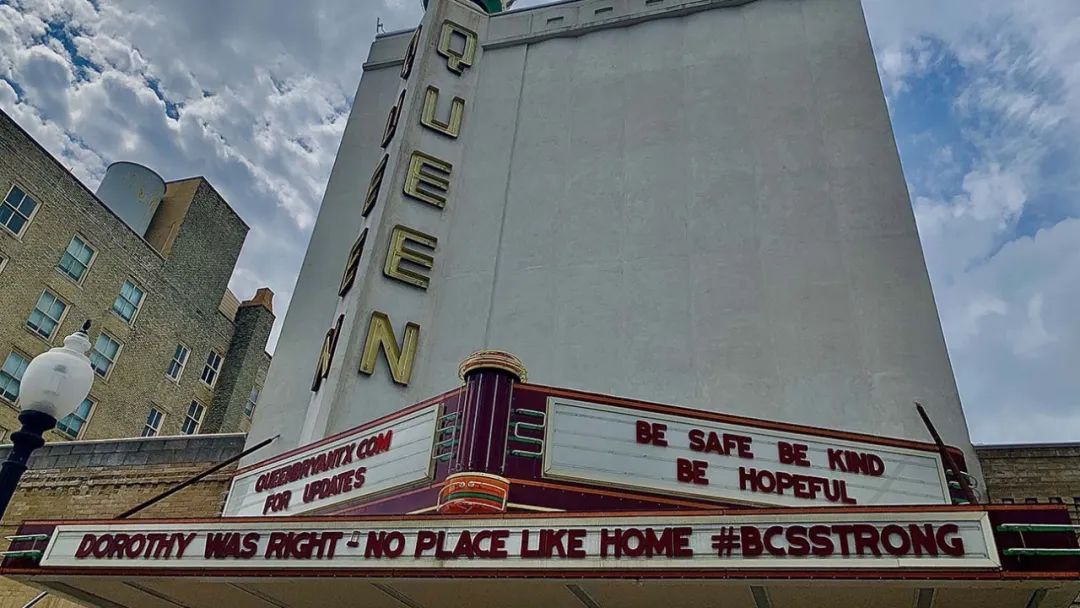 QUEEN
QUEEN
QUEENBRYANTX COM
FOR UPDATES
BE SAFE BE KIND
BE HOPEFUL
DOROTHY WAS RIGHT - NO PLACE LIKE HOME #BCSSTRONG